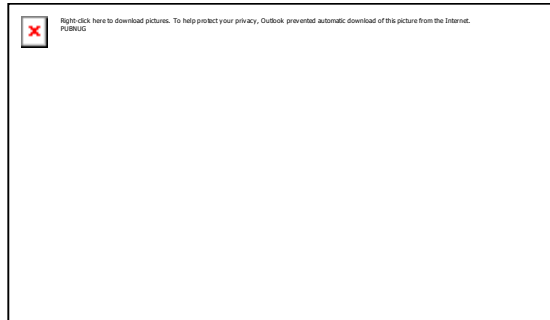 Right-click here to download pictures. To help protect your privacy, Outlook prevented automatic download of this picture from the Internet.
PUBNUG